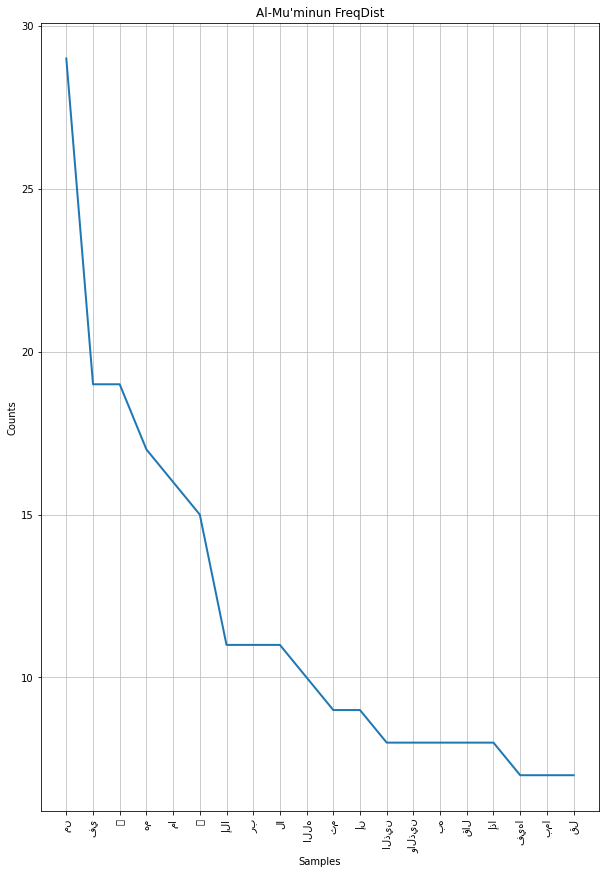 Al-Mu'minun FreqDist
30
25
20
15
10
Counts
من
في
هم
ما
إلا
رب
لا
الله
ثم
إن
الذين
والذين
به
قال
إذا
فيها
بما
قل
Samples